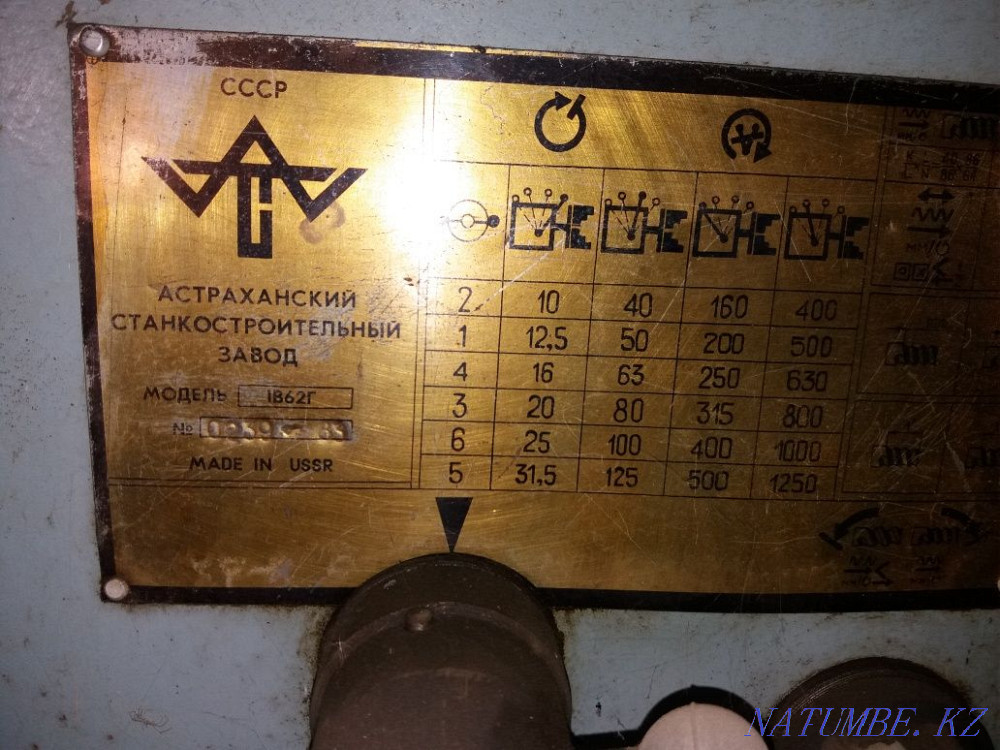 СССР
АСТРАХАНСКИЙ
СТАНКОСТРОИТЕЛЬНЫЙ
ЗАВОД
МОДЕЛЬ 1В62Г
№
MADE IN USSR
2 10 40 160 400
1 12,5 50 200 500
4 16 63 250 630
3 20 80 315 800
6 25 100 400 1000
5 31,5 125 500 1250
NATUMBE. KZ